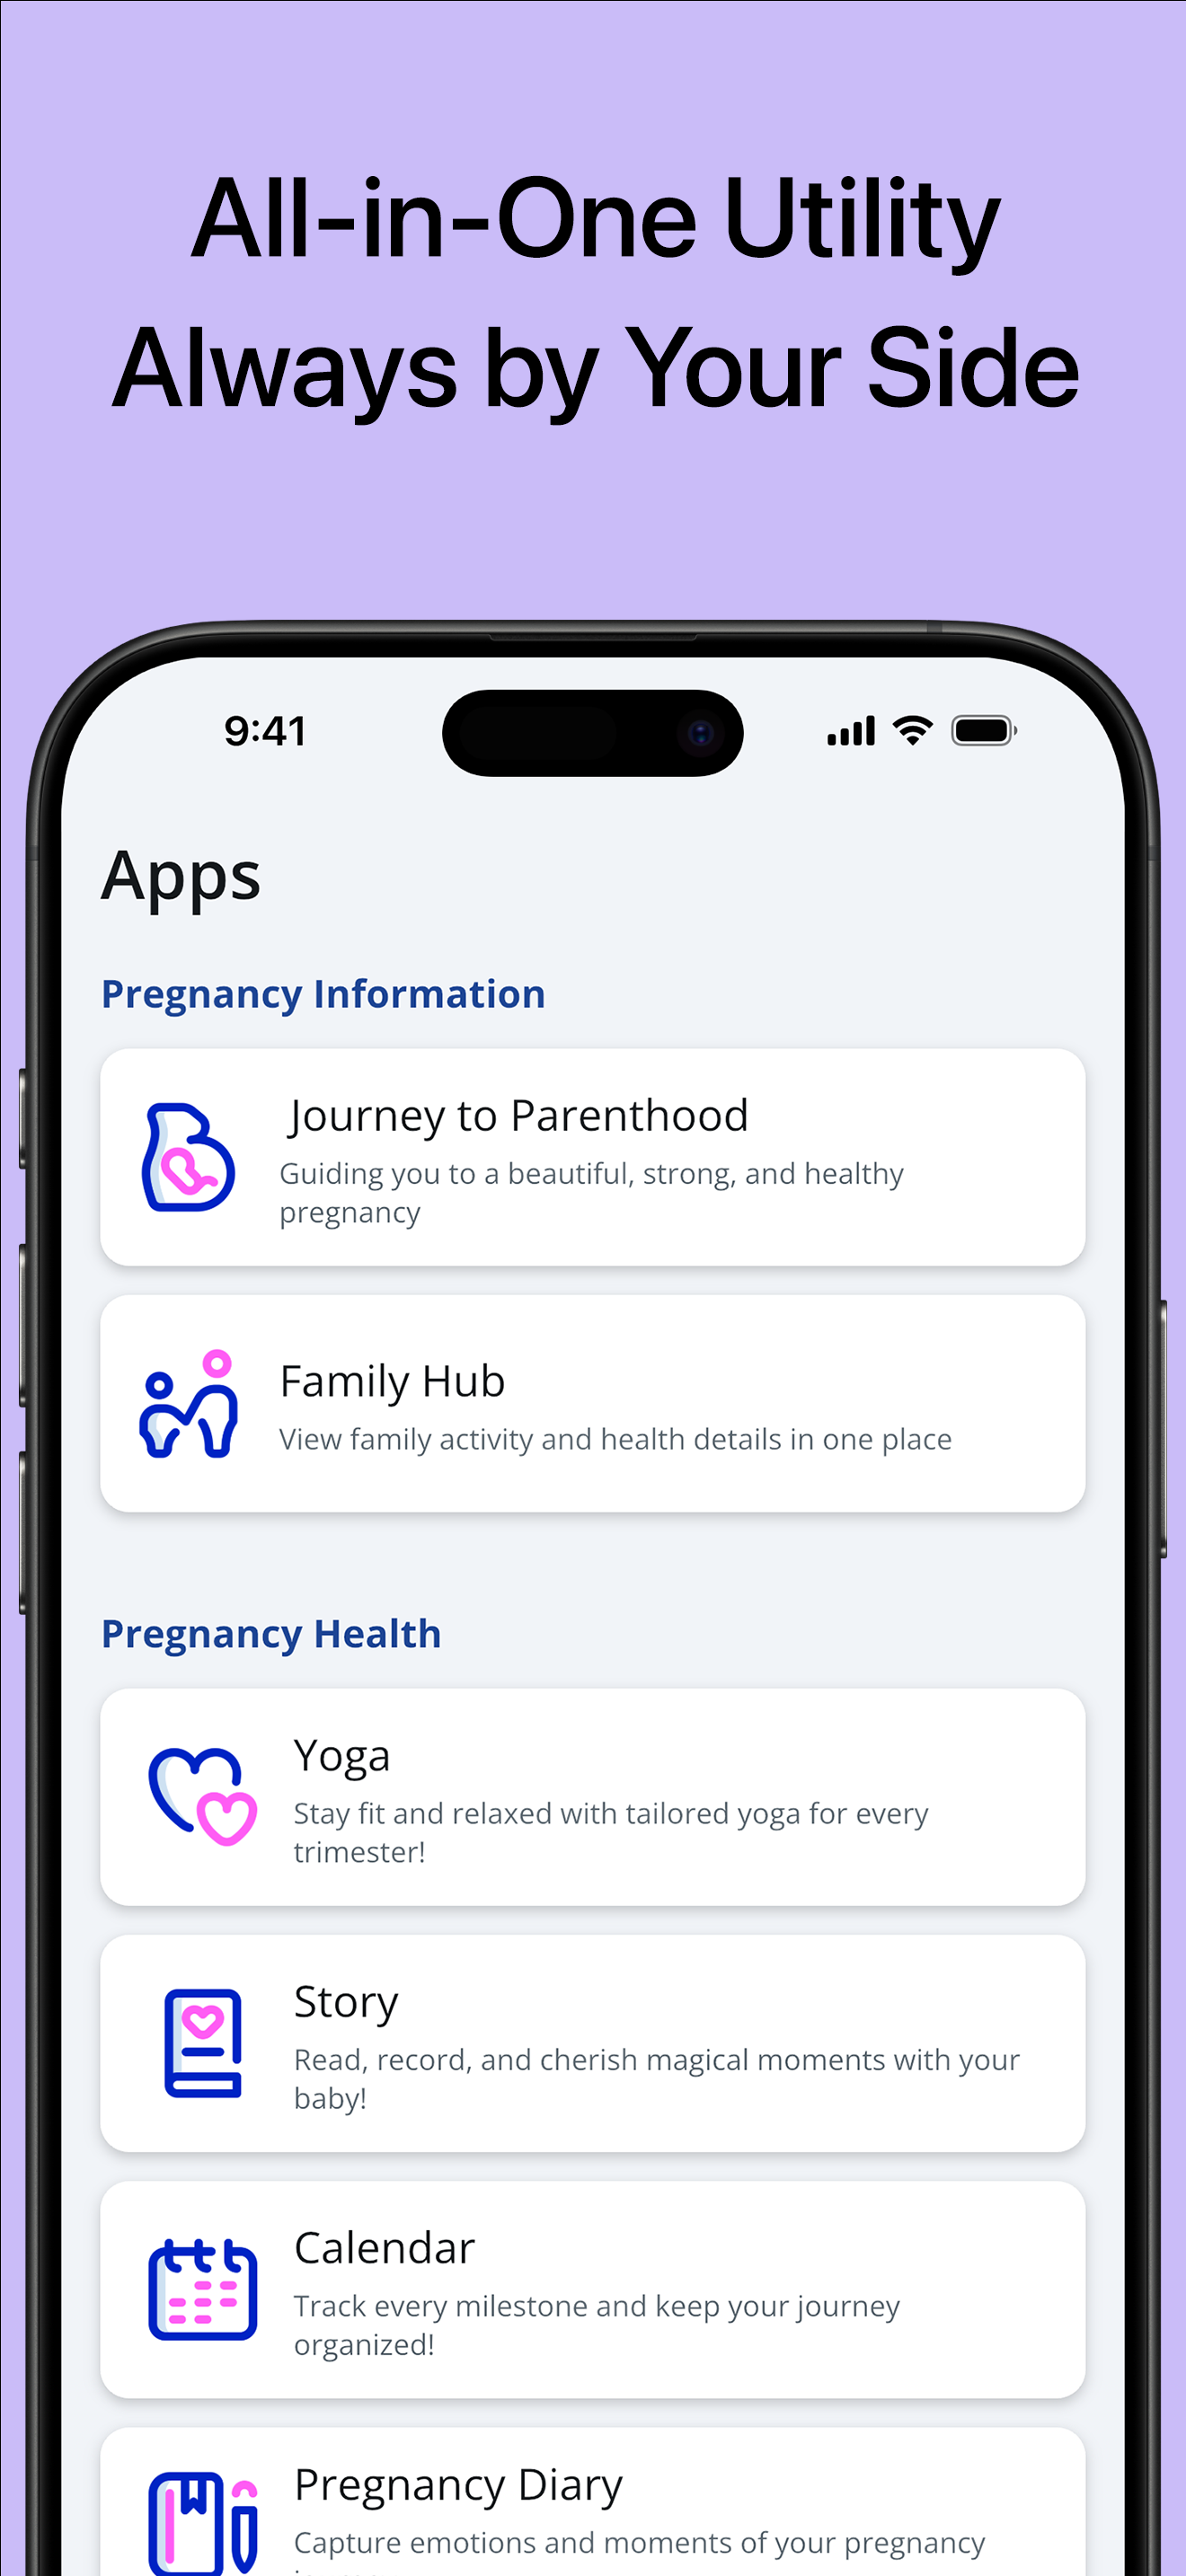 All-in-One Utility
Always by Your Side
9:41
Apps
Pregnancy Information
Journey to Parenthood
Guiding you to a beautiful, strong, and healthy
pregnancy
Family Hub
View family activity and health details in one place
Pregnancy Health
Yoga
Stay fit and relaxed with tailored yoga for every
trimester!
Story
Read, record, and cherish magical moments with your
baby!
Calendar
Track every milestone and keep your journey
organized!
Pregnancy Diary
Capture emotions and moments of your pregnancy